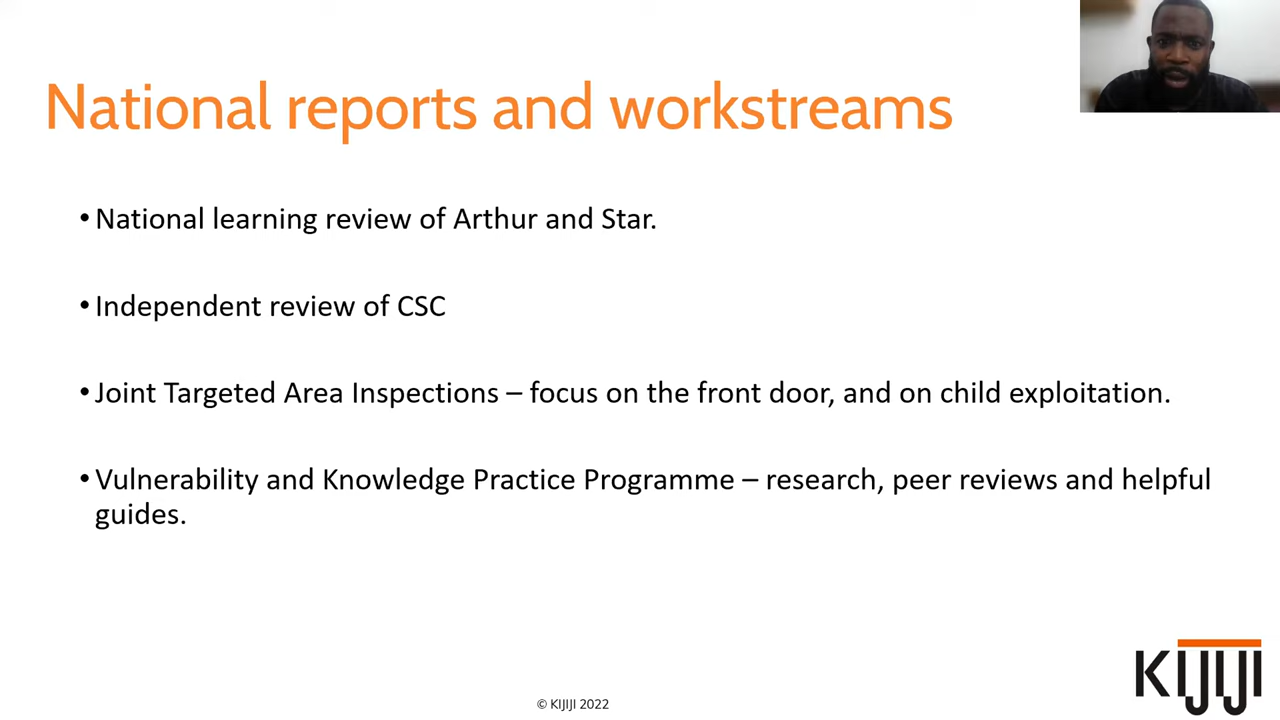 National reports and workstreams
• National learning review of Arthur and Star.
• Independent review of CSC
• Joint Targeted Area Inspections – focus on the front door, and on child exploitation.
• Vulnerability and Knowledge Practice Programme – research, peer reviews and helpful
guides.
© KIJIJI 2022
KIJIJI